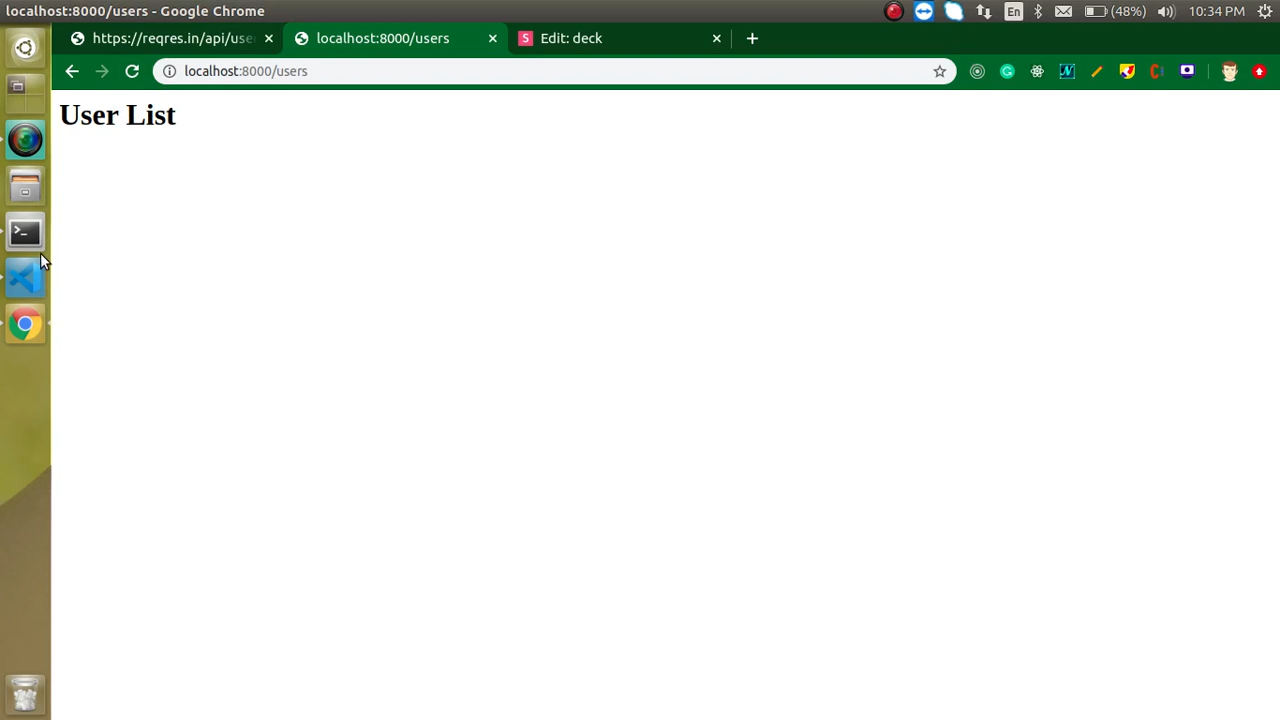 localhost:8000/users - Google Chrome
En
(48%)
10:34 PM
https://reqres.in/api/use
localhost:8000/users
S
Edit: deck
localhost:8000/users
User List